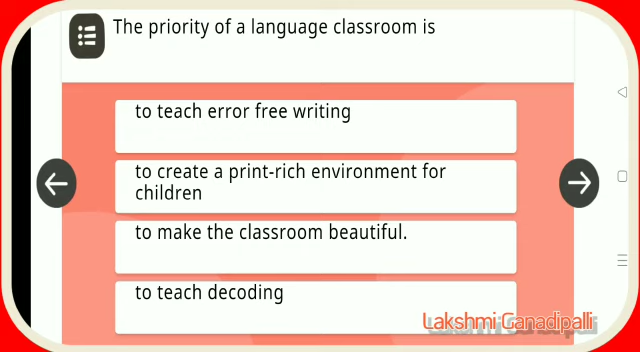 The priority of a language classroom is
to teach error free writing
to create a print-rich environment for
children
to make the classroom beautiful.
to teach decoding
Lakshmi Ganadipalli